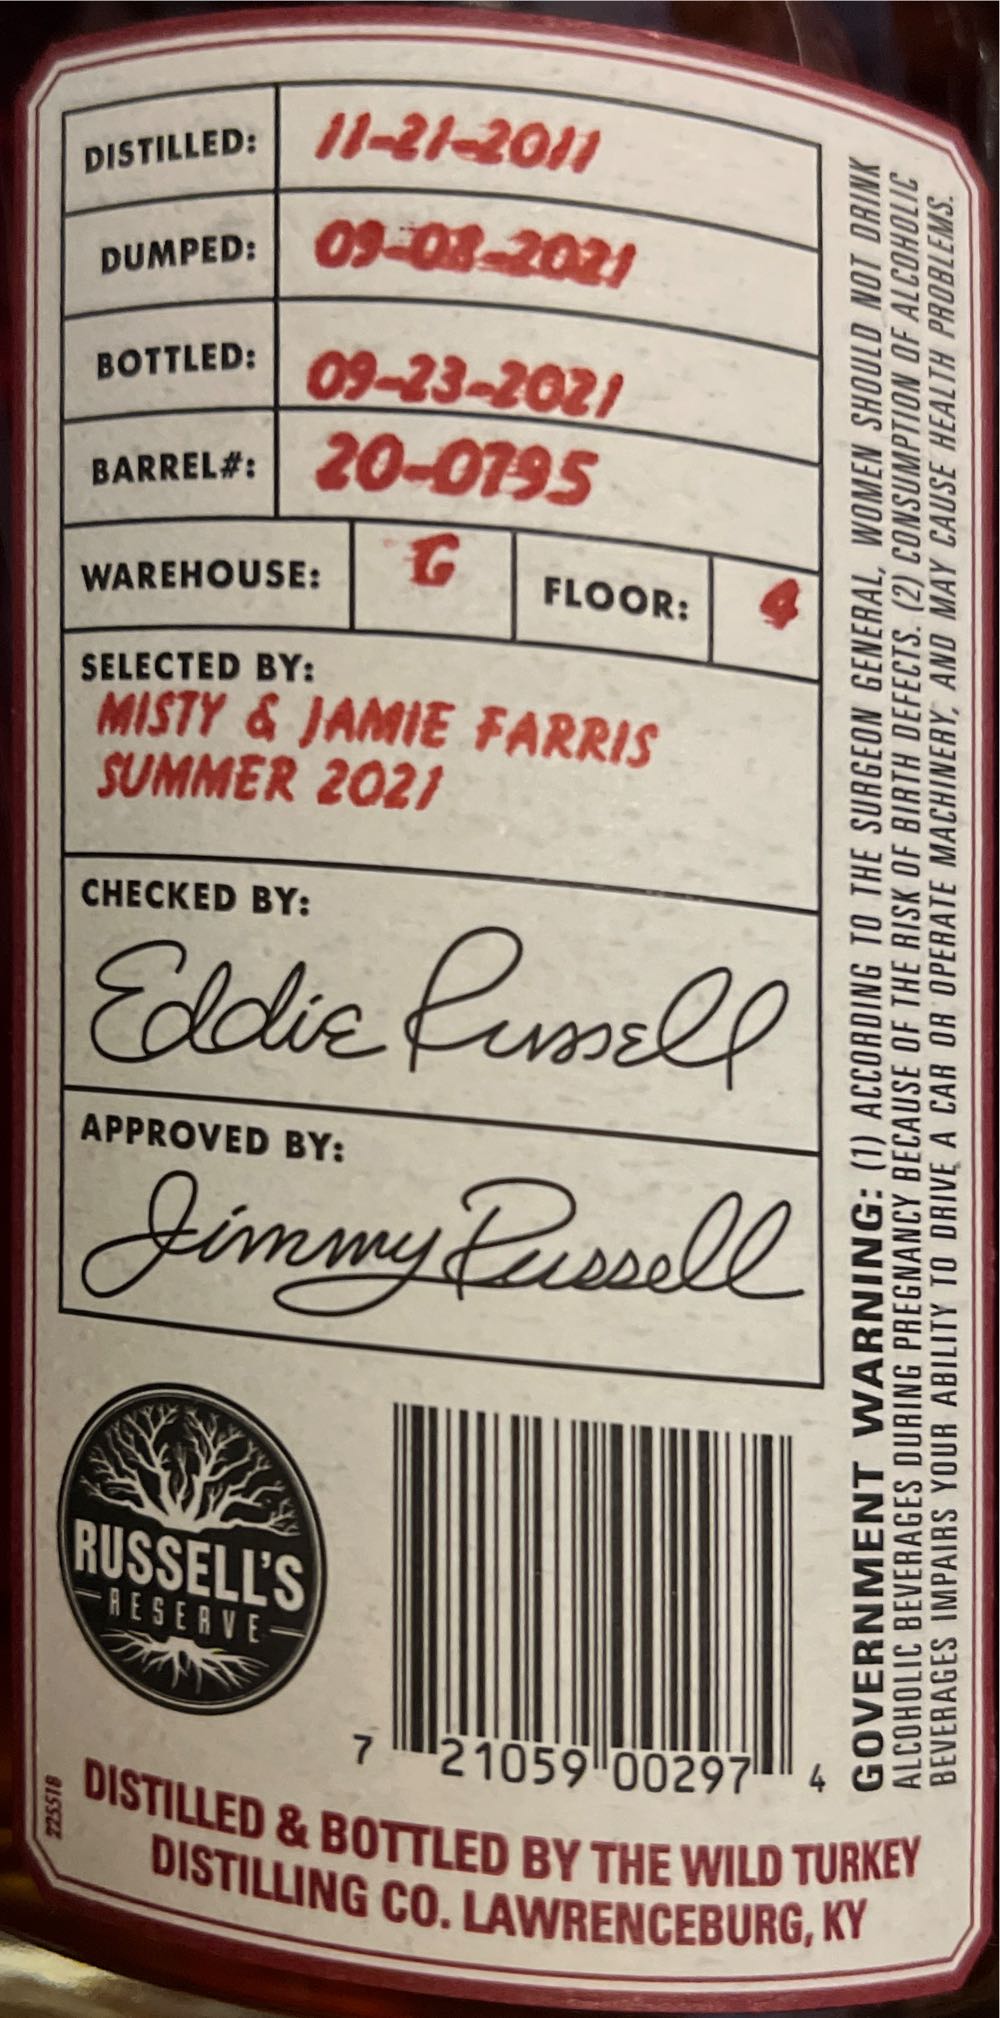 DISTILLED: 11-21-2011
DUMPED: 09-08-2021
BOTTLED: 09-23-2021
BARREL#: 20-0795
WAREHOUSE: G FLOOR: 4
SELECTED BY:
MISTY & JAMIE FARRIS
SUMMER 2021
CHECKED BY:
Eddie Russell
APPROVED BY:
Jimmy Russell
RUSSELL'S
RESERVE
7 21059 00297 4
225518
DISTILLED & BOTTLED BY THE WILD TURKEY
DISTILLING CO. LAWRENCEBURG, KY
GOVERNMENT WARNING: (1) ACCORDING TO THE SURGEON GENERAL, WOMEN SHOULD NOT DRINK
ALCOHOLIC BEVERAGES DURING PREGNANCY BECAUSE OF THE RISK OF BIRTH DEFECTS. (2) CONSUMPTION OF ALCOHOLIC
BEVERAGES IMPAIRS YOUR ABILITY TO DRIVE A CAR OR OPERATE MACHINERY, AND MAY CAUSE HEALTH PROBLEMS.